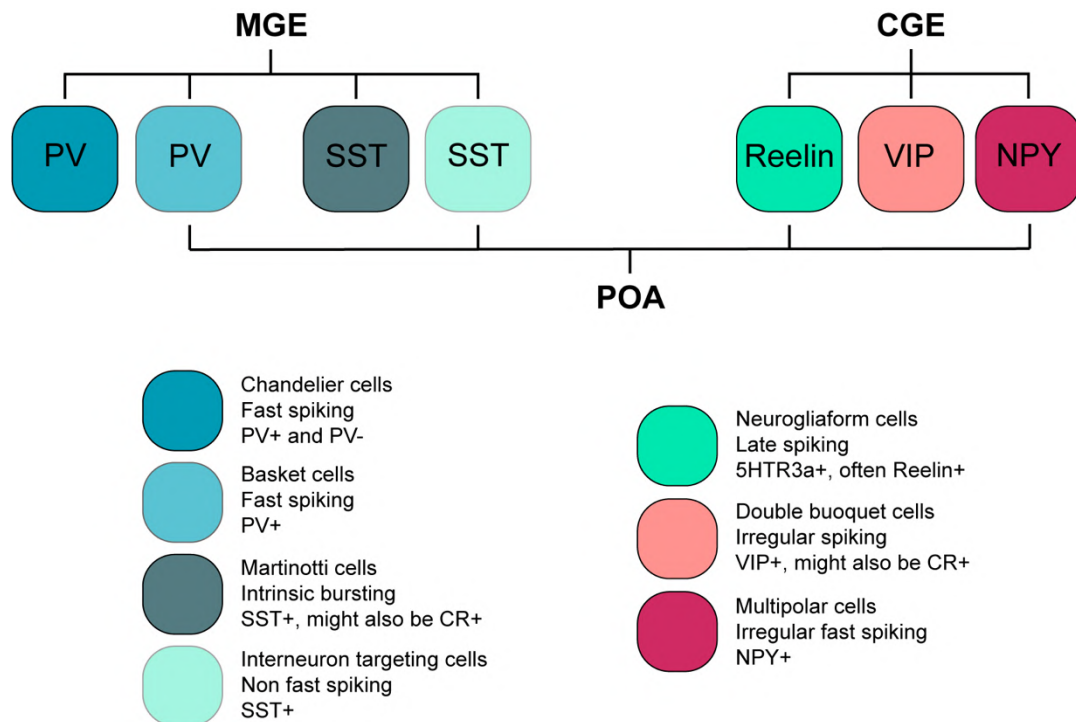 MGE
CGE
PV
PV
SST
SST
Reelin
VIP
NPY
POA
Chandelier cells
Fast spiking
PV+ and PV-
Basket cells
Fast spiking
PV+
Martinotti cells
Intrinsic bursting
SST+, might also be CR+
Interneuron targeting cells
Non fast spiking
SST+
Neurogliaform cells
Late spiking
5HTR3a+, often Reelin+
Double buoquet cells
Irregular spiking
VIP+, might also be CR+
Multipolar cells
Irregular fast spiking
NPY+